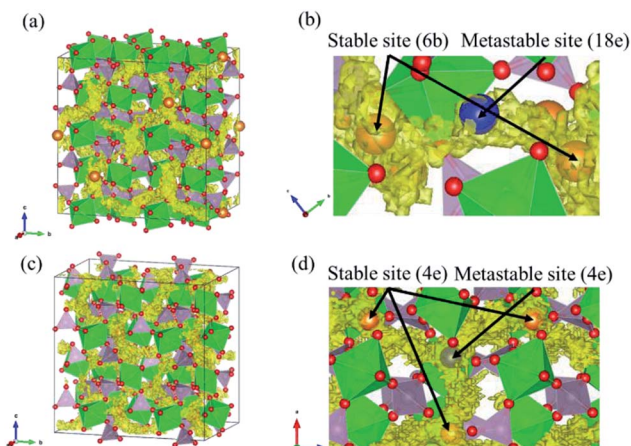 (a)
(b)
Stable site (6b) Metastable site (18e)
c
b
(c)
(d)
Stable site (4e) Metastable site (4e)
c
b
a